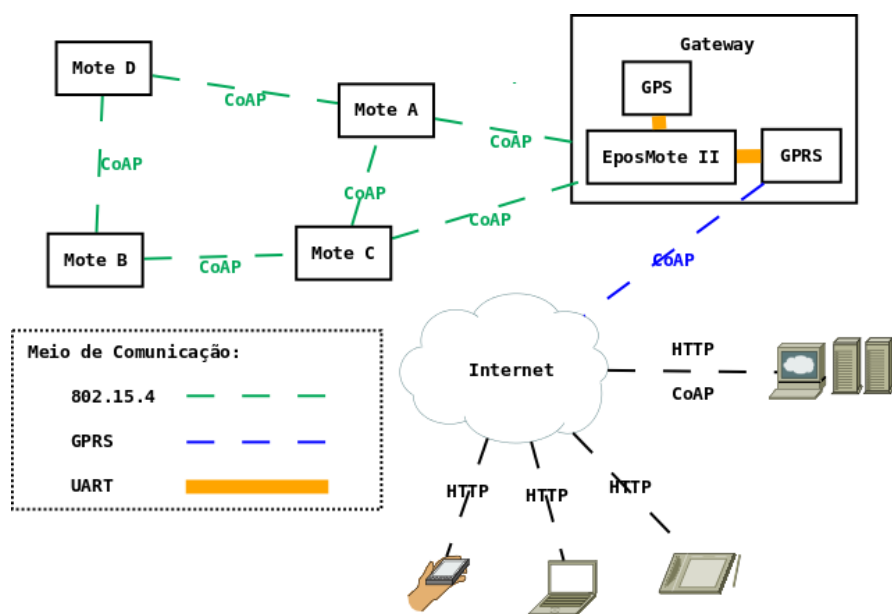 Gateway
Mote D
GPS
CoAP
Mote A
CoAP
EposMote II
GPRS
CoAP
CoAP
CoAP
Mote B
CoAP
Mote C
CoAP
Meio de Comunicação:
802.15.4
GPRS
UART
Internet
HTTP
CoAP
HTTP
HTTP
HTTP